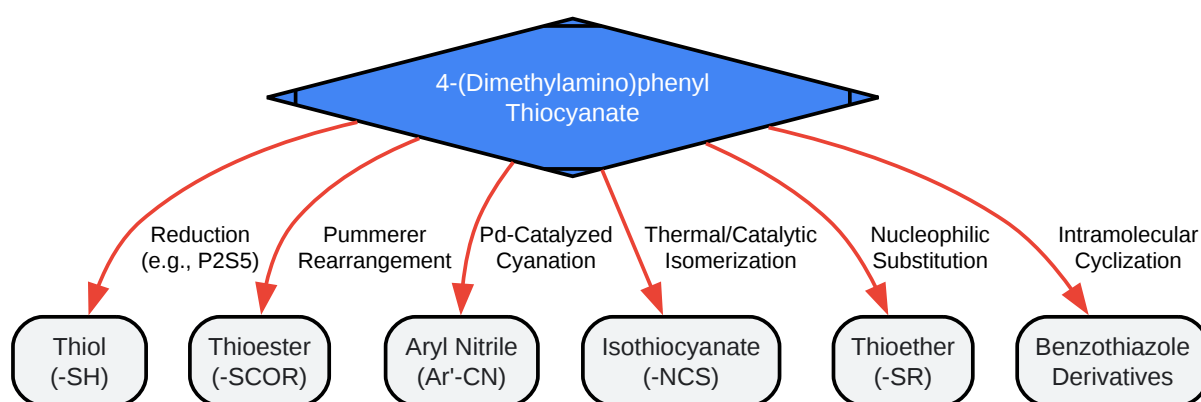 4-(Dimethylamino)phenyl
Thiocyanate
Reduction
(e.g., P2S5)
Pummerer
Rearrangement
Pd-Catalyzed
Cyanation
Thermal/Catalytic
Isomerization
Nucleophilic
Substitution
Intramolecular
Cyclization
Thiol
(-SH)
Thioester
(-SCOR)
Aryl Nitrile
(Ar'-CN)
Isothiocyanate
(-NCS)
Thioether
(-SR)
Benzothiazole
Derivatives